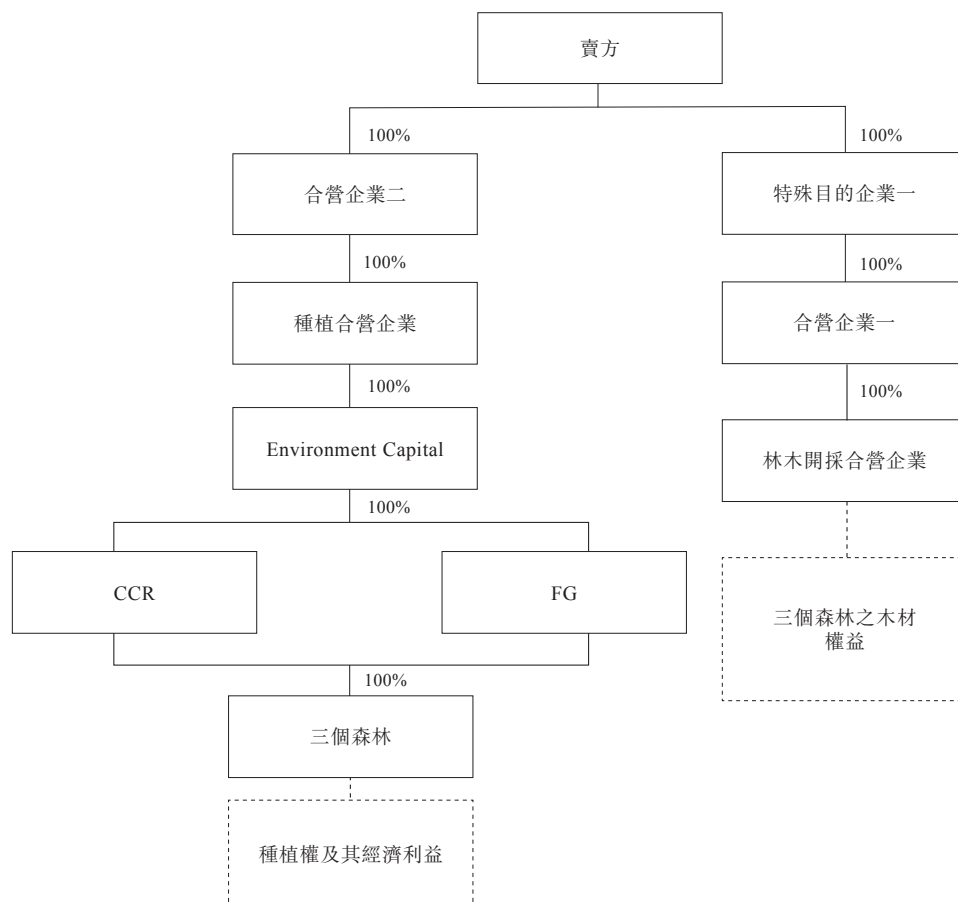 賣方
100%
100%
合營企業二
特殊目的企業一
100%
100%
種植合營企業
合營企業一
100%
100%
Environment Capital
林木開採合營企業
100%
CCR
FG
三個森林之木材
權益
100%
三個森林
種植權及其經濟利益